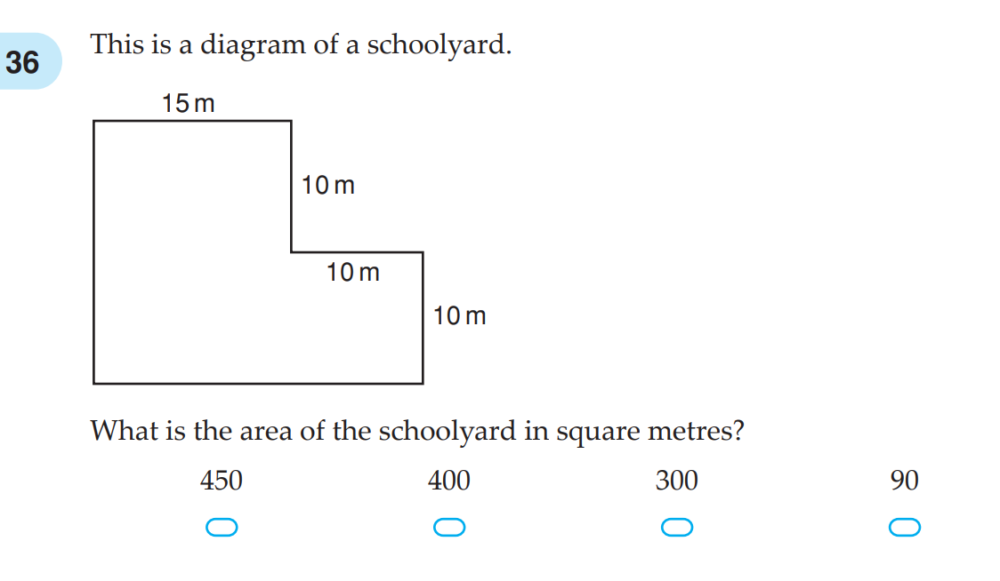 36
This is a diagram of a schoolyard.
15 m
10 m
10 m
10 m
What is the area of the schoolyard in square metres?
450 400 300 90